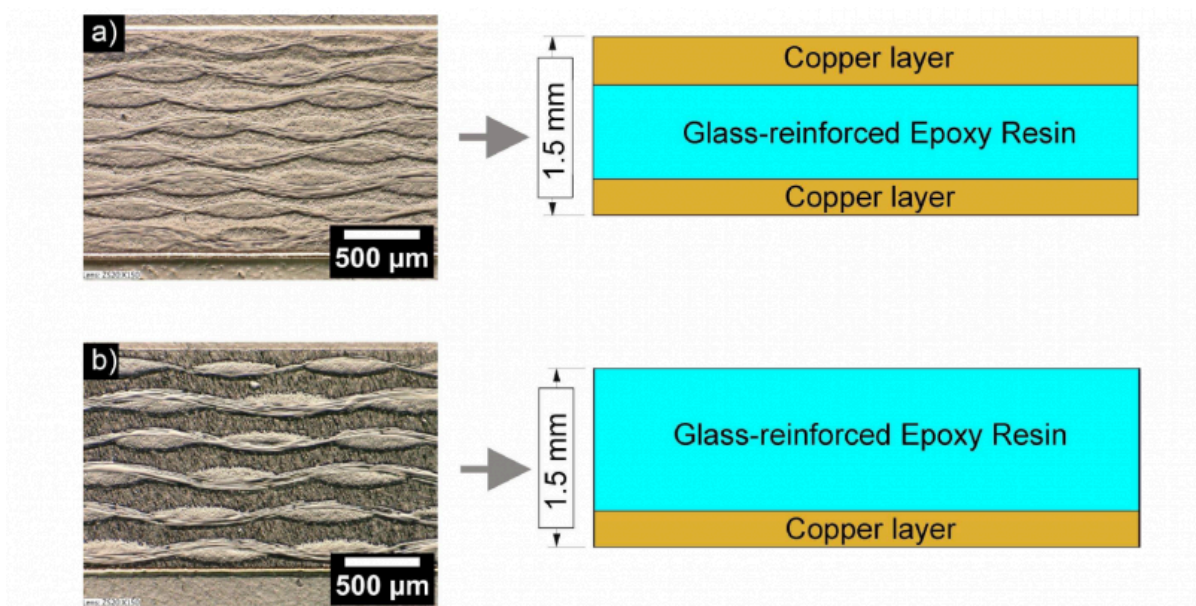 a)
Copper layer
1.5 mm
Glass-reinforced Epoxy Resin
Copper layer
500 µm
b)
Glass-reinforced Epoxy Resin
1.5 mm
Copper layer
500 µm